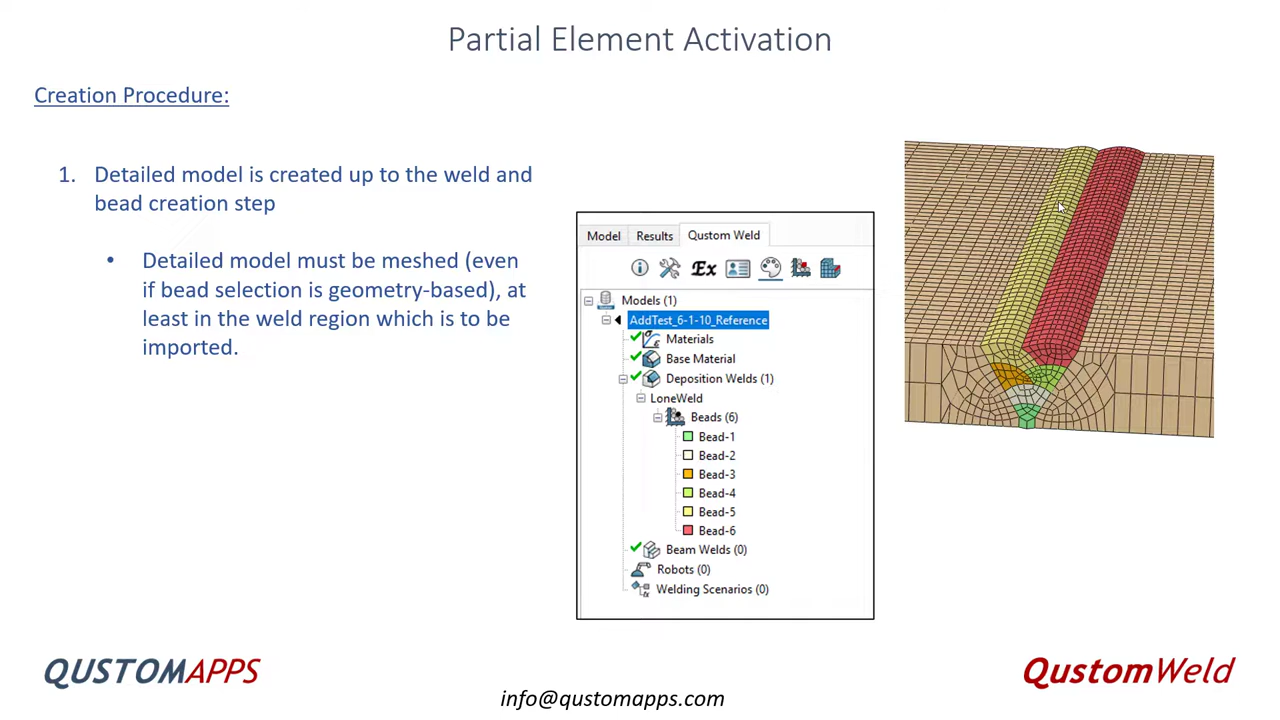 Partial Element Activation
Creation Procedure:
1. Detailed model is created up to the weld and
bead creation step
• Detailed model must be meshed (even
if bead selection is geometry-based), at
least in the weld region which is to be
imported.
Model Results Qustom Weld
Ex
Models (1)
AddTest_6-1-10_Reference
Materials
Base Material
Deposition Welds (1)
LoneWeld
Beads (6)
Bead-1
Bead-2
Bead-3
Bead-4
Bead-5
Bead-6
Beam Welds (0)
Robots (0)
Welding Scenarios (0)
QUSTOMAPPS
info@qustomapps.com
QustomWeld